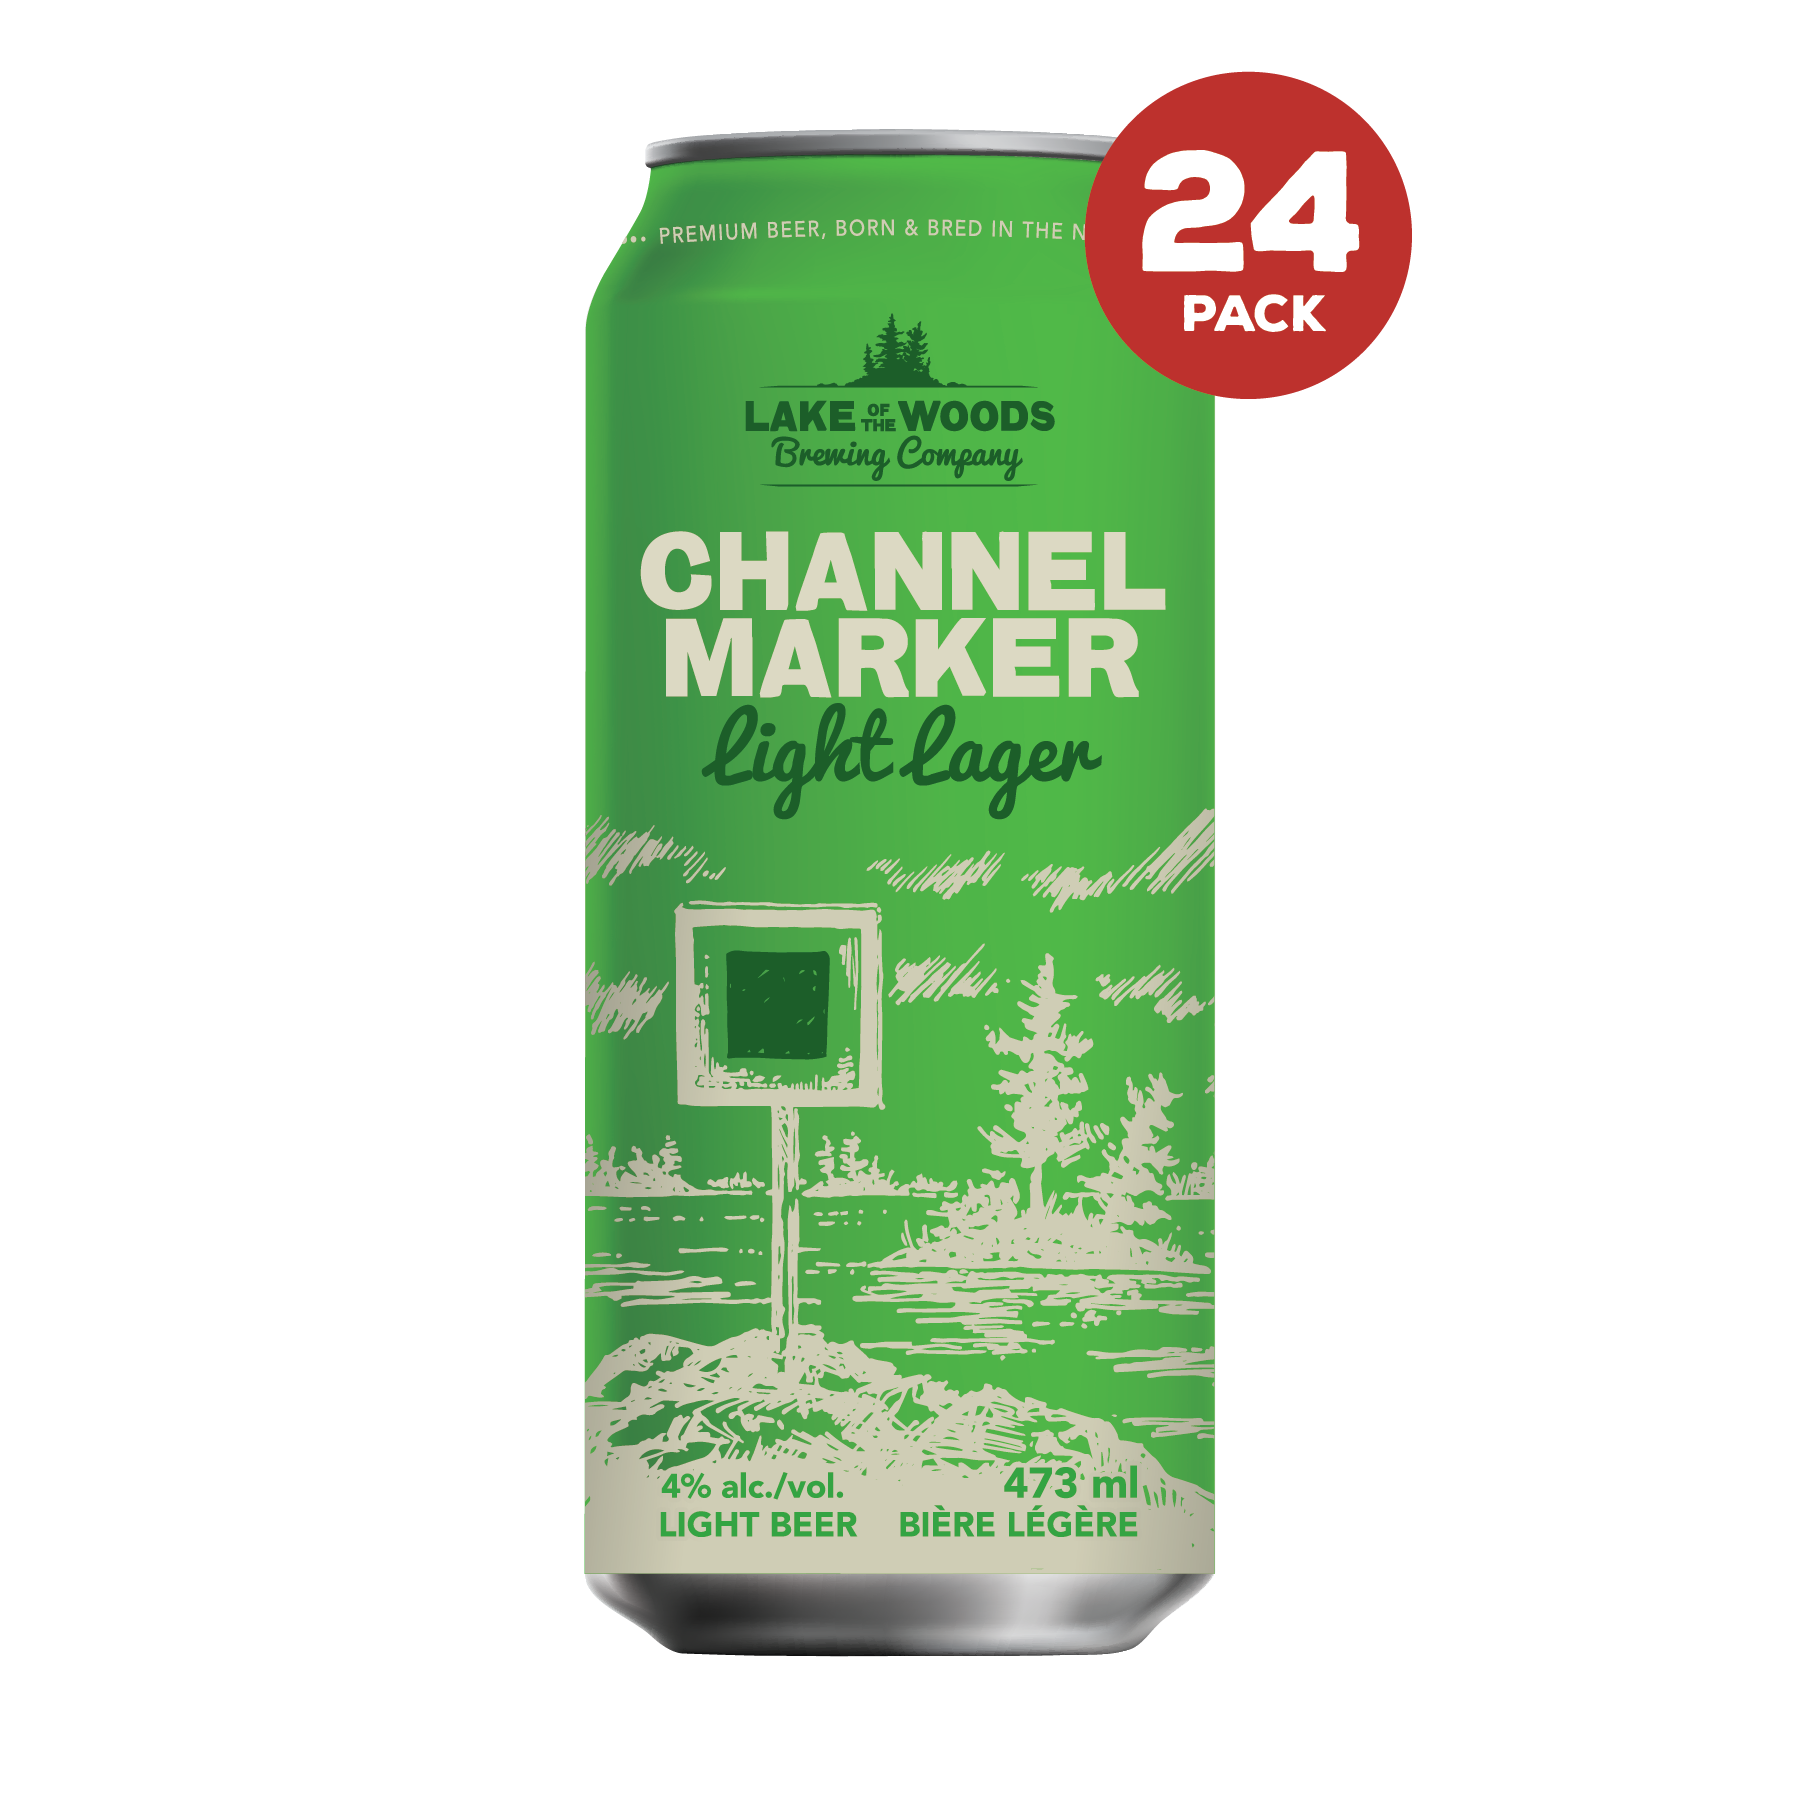 PREMIUM BEER, BORN & BRED IN THE
24
PACK
LAKE OF THE WOODS
Brewing Company
CHANNEL
MARKER
Light Lager
4% alc./vol. 473 ml
LIGHT BEER BIÈRE LÉGÈRE